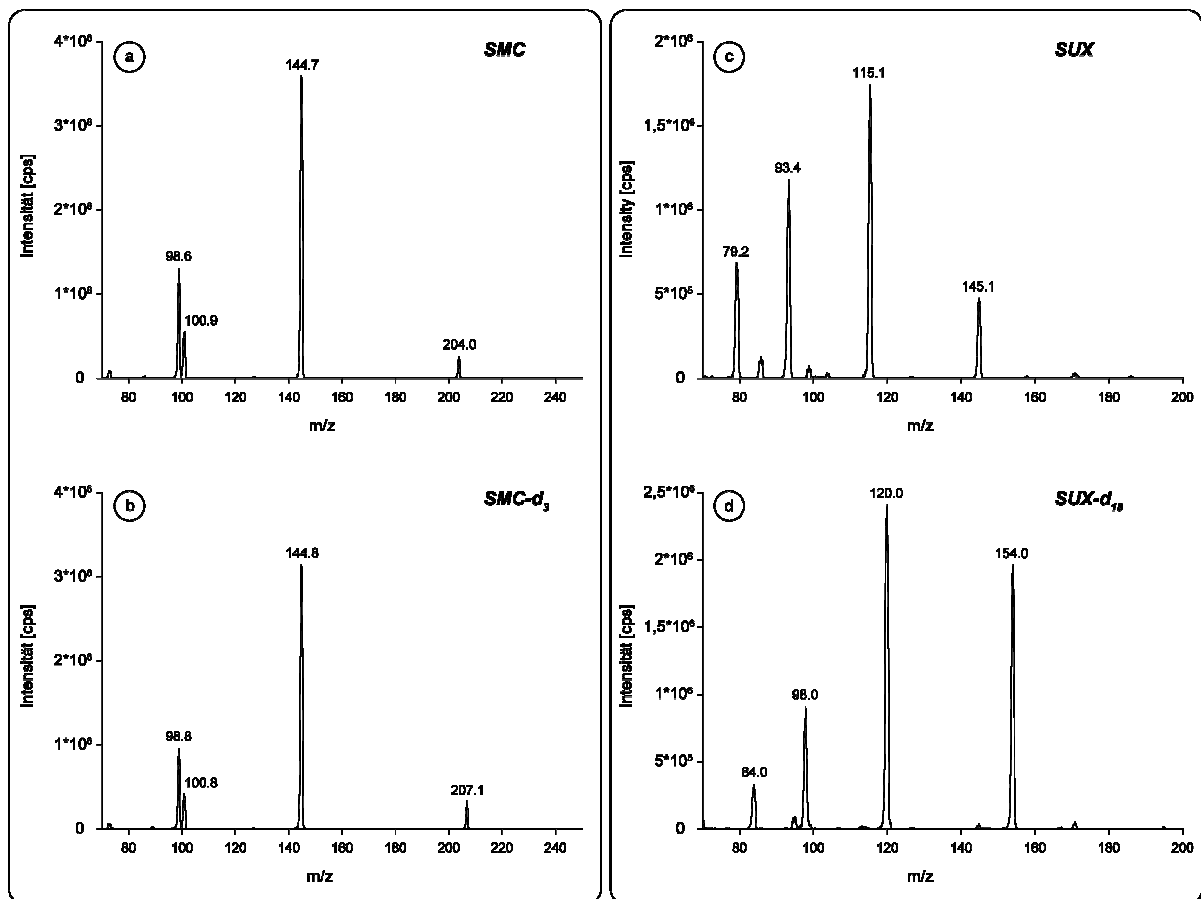 a
SMC
4*10⁶
3*10⁶
2*10⁶
1*10⁶
0
Intensität [cps]
98.6
100.9
144.7
204.0
80 100 120 140 160 180 200 220 240
m/z
c
SUX
2*10⁶
1,5*10⁶
1*10⁶
5*10⁵
0
Intensity [cps]
79.2
93.4
115.1
145.1
80 100 120 140 160 180 200
m/z
b
SMC-d₃
4*10⁶
3*10⁶
2*10⁶
1*10⁶
0
Intensität [cps]
98.8
100.8
144.8
207.1
80 100 120 140 160 180 200 220 240
m/z
d
SUX-d₁₈
2,5*10⁶
2*10⁶
1,5*10⁶
1*10⁶
5*10⁵
0
Intensität [cps]
84.0
98.0
120.0
154.0
80 100 120 140 160 180 200
m/z